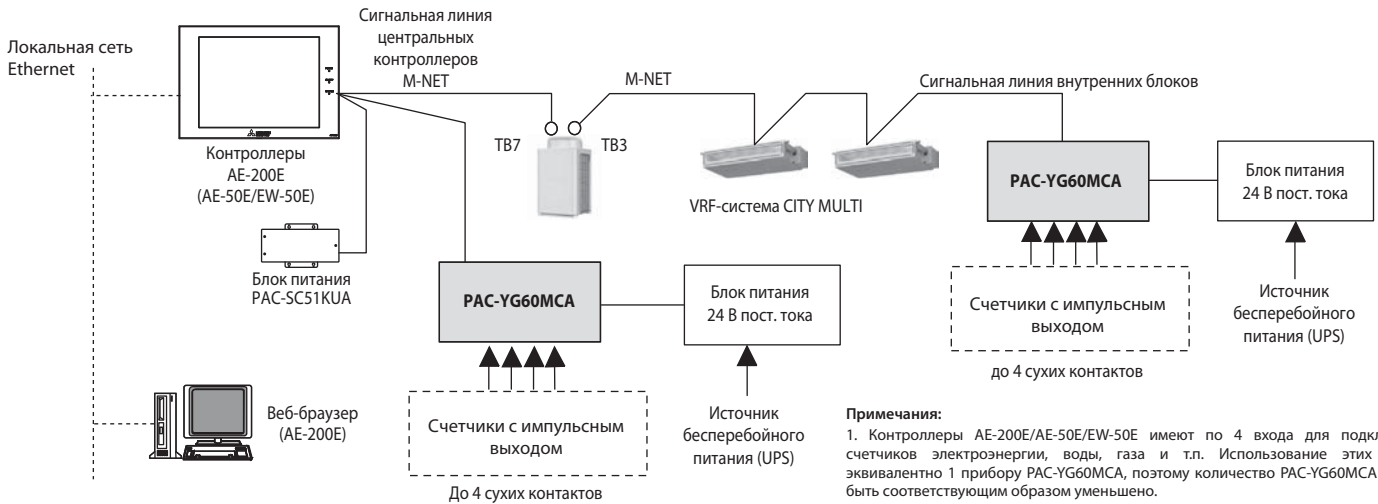 Локальная сеть
Ethernet
Контроллеры
AE-200E
(AE-50E/EW-50E)
Блок питания
PAC-SC51KUA
Веб-браузер
(AE-200E)
Сигнальная линия
центральных
контроллеров
M-NET
TB7
TB3
M-NET
VRF-система CITY MULTI
Сигнальная линия внутренних блоков
PAC-YG60MCA
Блок питания
24 В пост. тока
Счетчики с импульсным
выходом
До 4 сухих контактов
Источник
бесперебойного
питания (UPS)
PAC-YG60MCA
Блок питания
24 В пост. тока
Счетчики с импульсным
выходом
до 4 сухих контактов
Источник
бесперебойного
питания (UPS)
Примечания:
1. Контроллеры AE-200E/AE-50E/EW-50E имеют по 4 входа для подкл
счетчиков электроэнергии, воды, газа и т.п. Использование этих
эквивалентно 1 прибору PAC-YG60MCA, поэтому количество PAC-YG60MCA
быть соответствующим образом уменьшено.